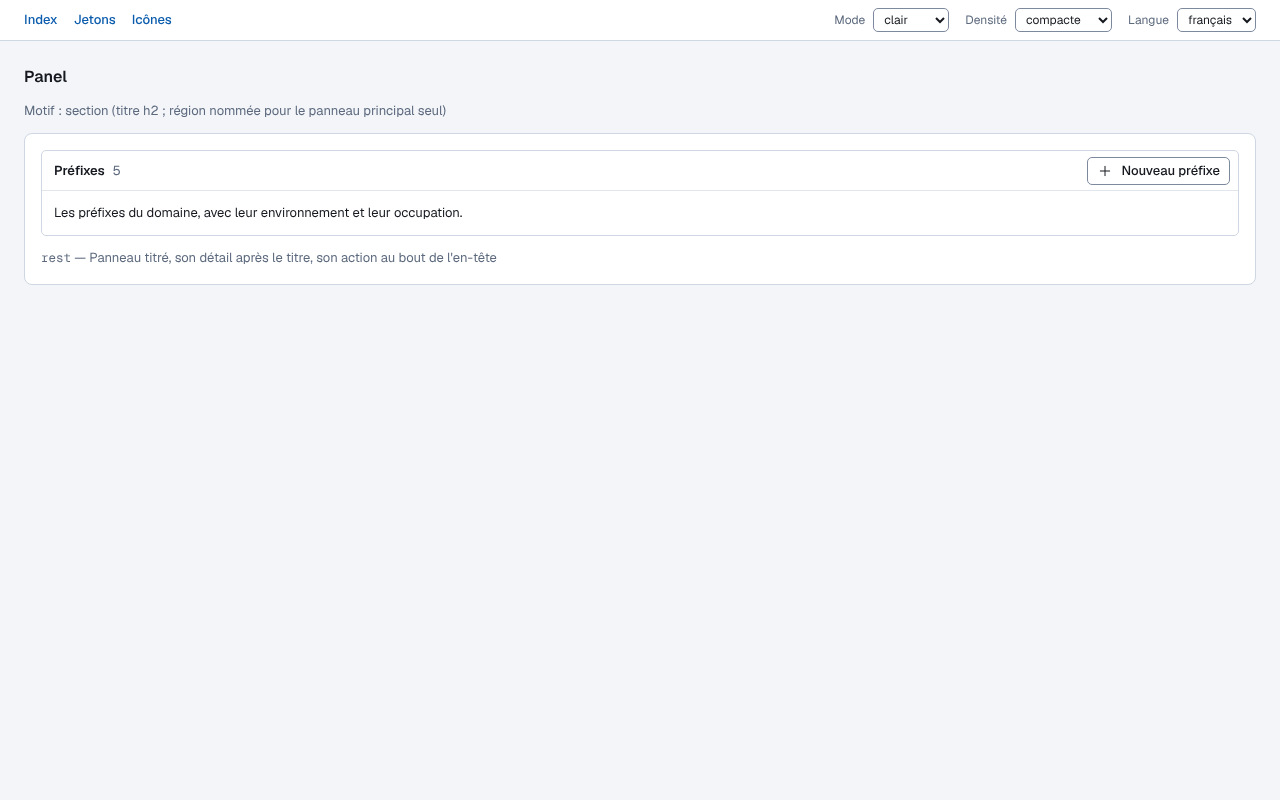 Index Jetons Icônes Mode clair Densité compacte Langue français
Panel
Motif : section (titre h2 ; région nommée pour le panneau principal seul)
Préfixes 5 Nouveau préfixe
Les préfixes du domaine, avec leur environnement et leur occupation.
rest — Panneau titré, son détail après le titre, son action au bout de l'en-tête